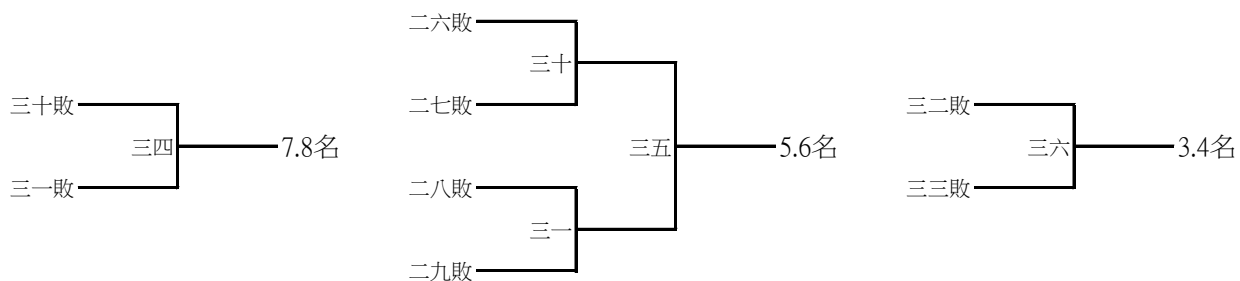 三十敗
三四
7.8名
三一敗
二六敗
三十
二七敗
三五
5.6名
二八敗
三一
二九敗
三二敗
三六
3.4名
三三敗